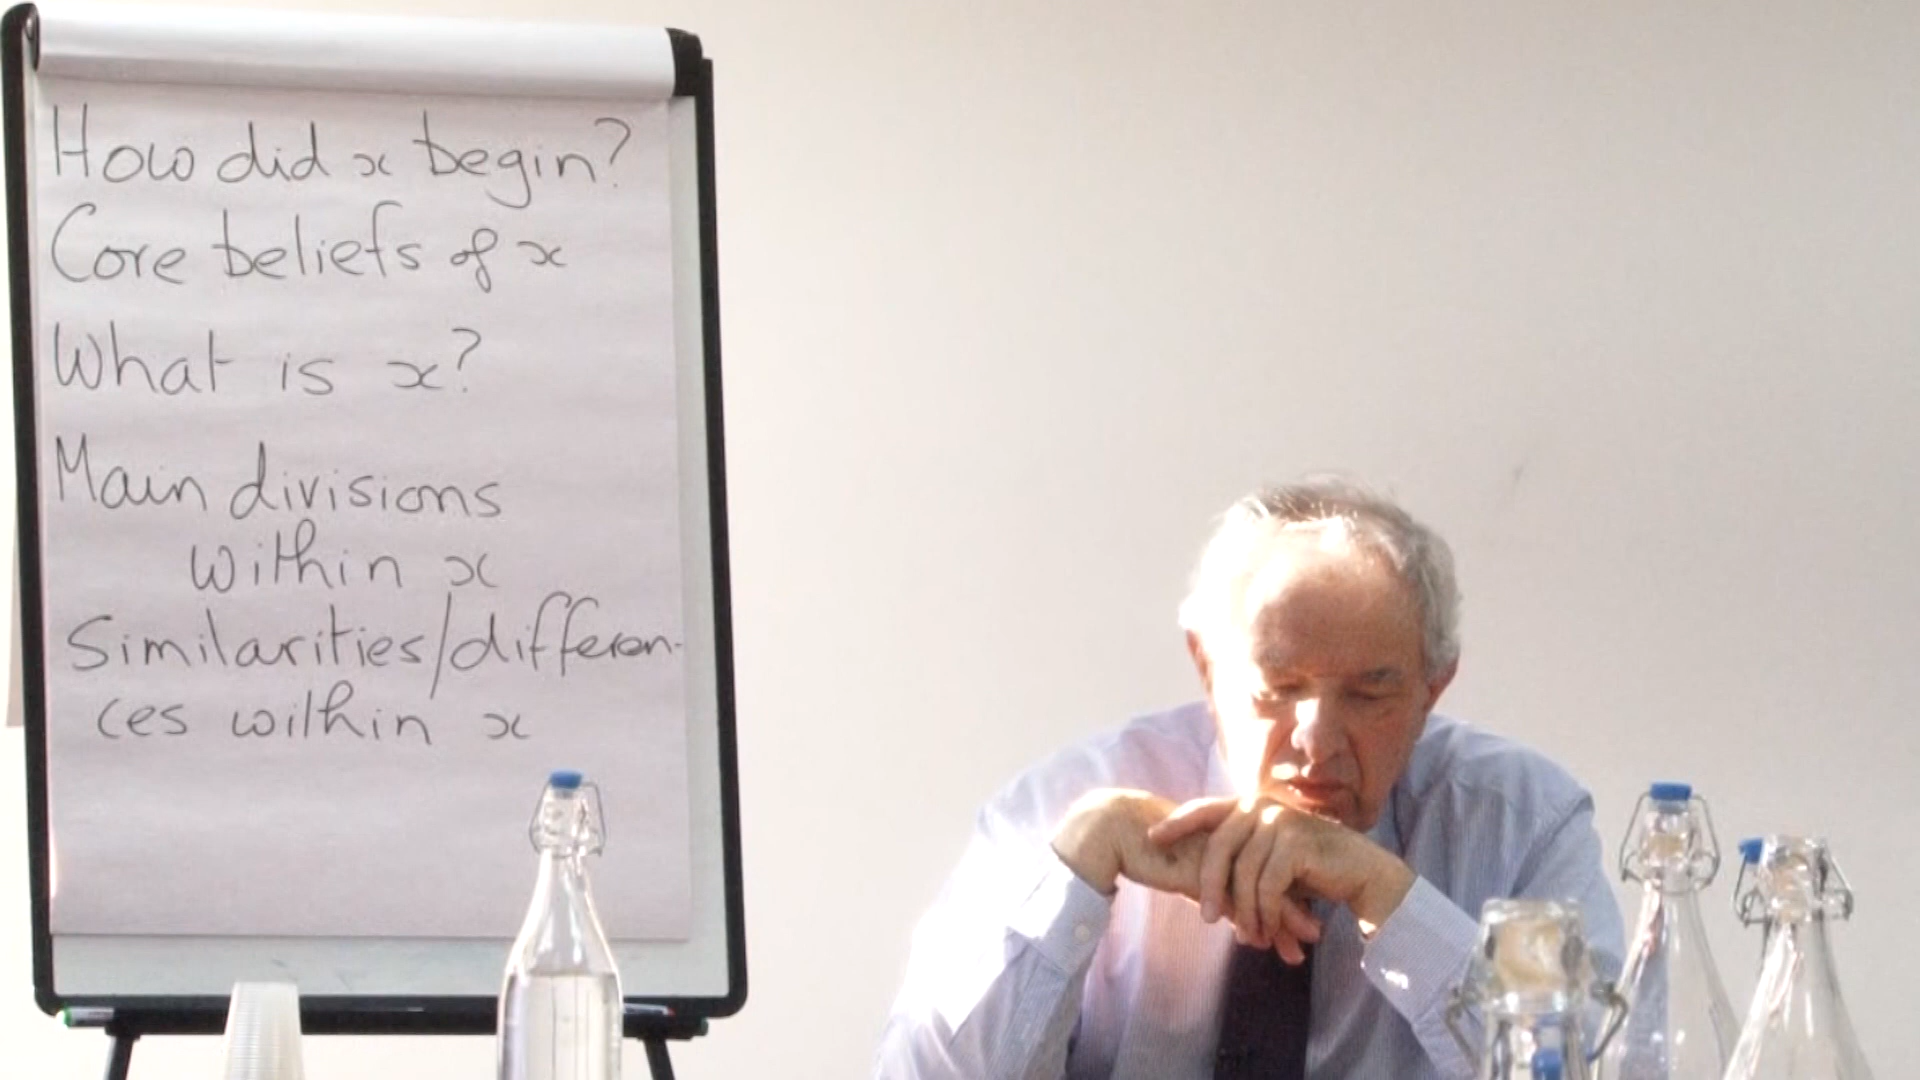 How did x begin?
Core beliefs of x
What is x?
Main divisions
within x
Similarities/differen-
ces within x